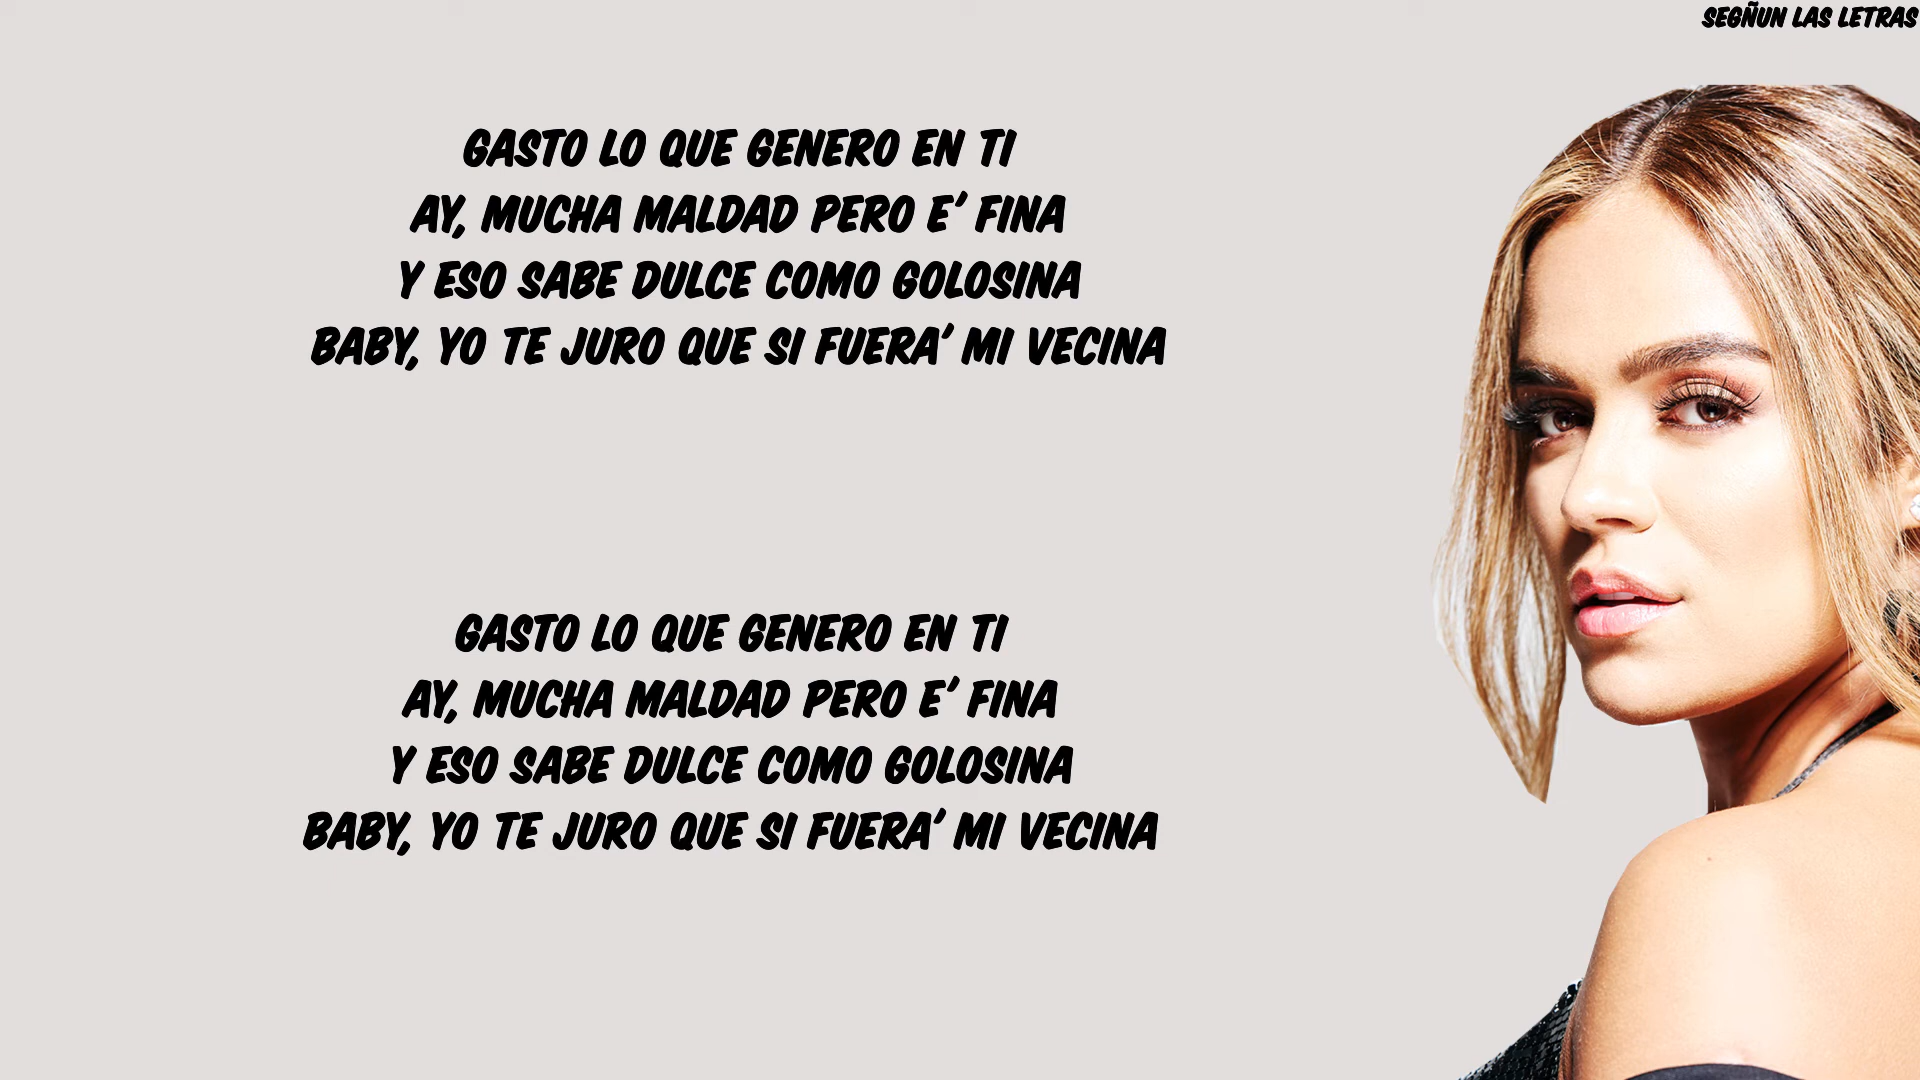 SEGÑUN LAS LETRAS
GASTO LO QUE GENERO EN TI
AY, MUCHA MALDAD PERO E' FINA
Y ESO SABE DULCE COMO GOLOSINA
BABY, YO TE JURO QUE SI FUERA' MI VECINA
GASTO LO QUE GENERO EN TI
AY, MUCHA MALDAD PERO E' FINA
Y ESO SABE DULCE COMO GOLOSINA
BABY, YO TE JURO QUE SI FUERA' MI VECINA